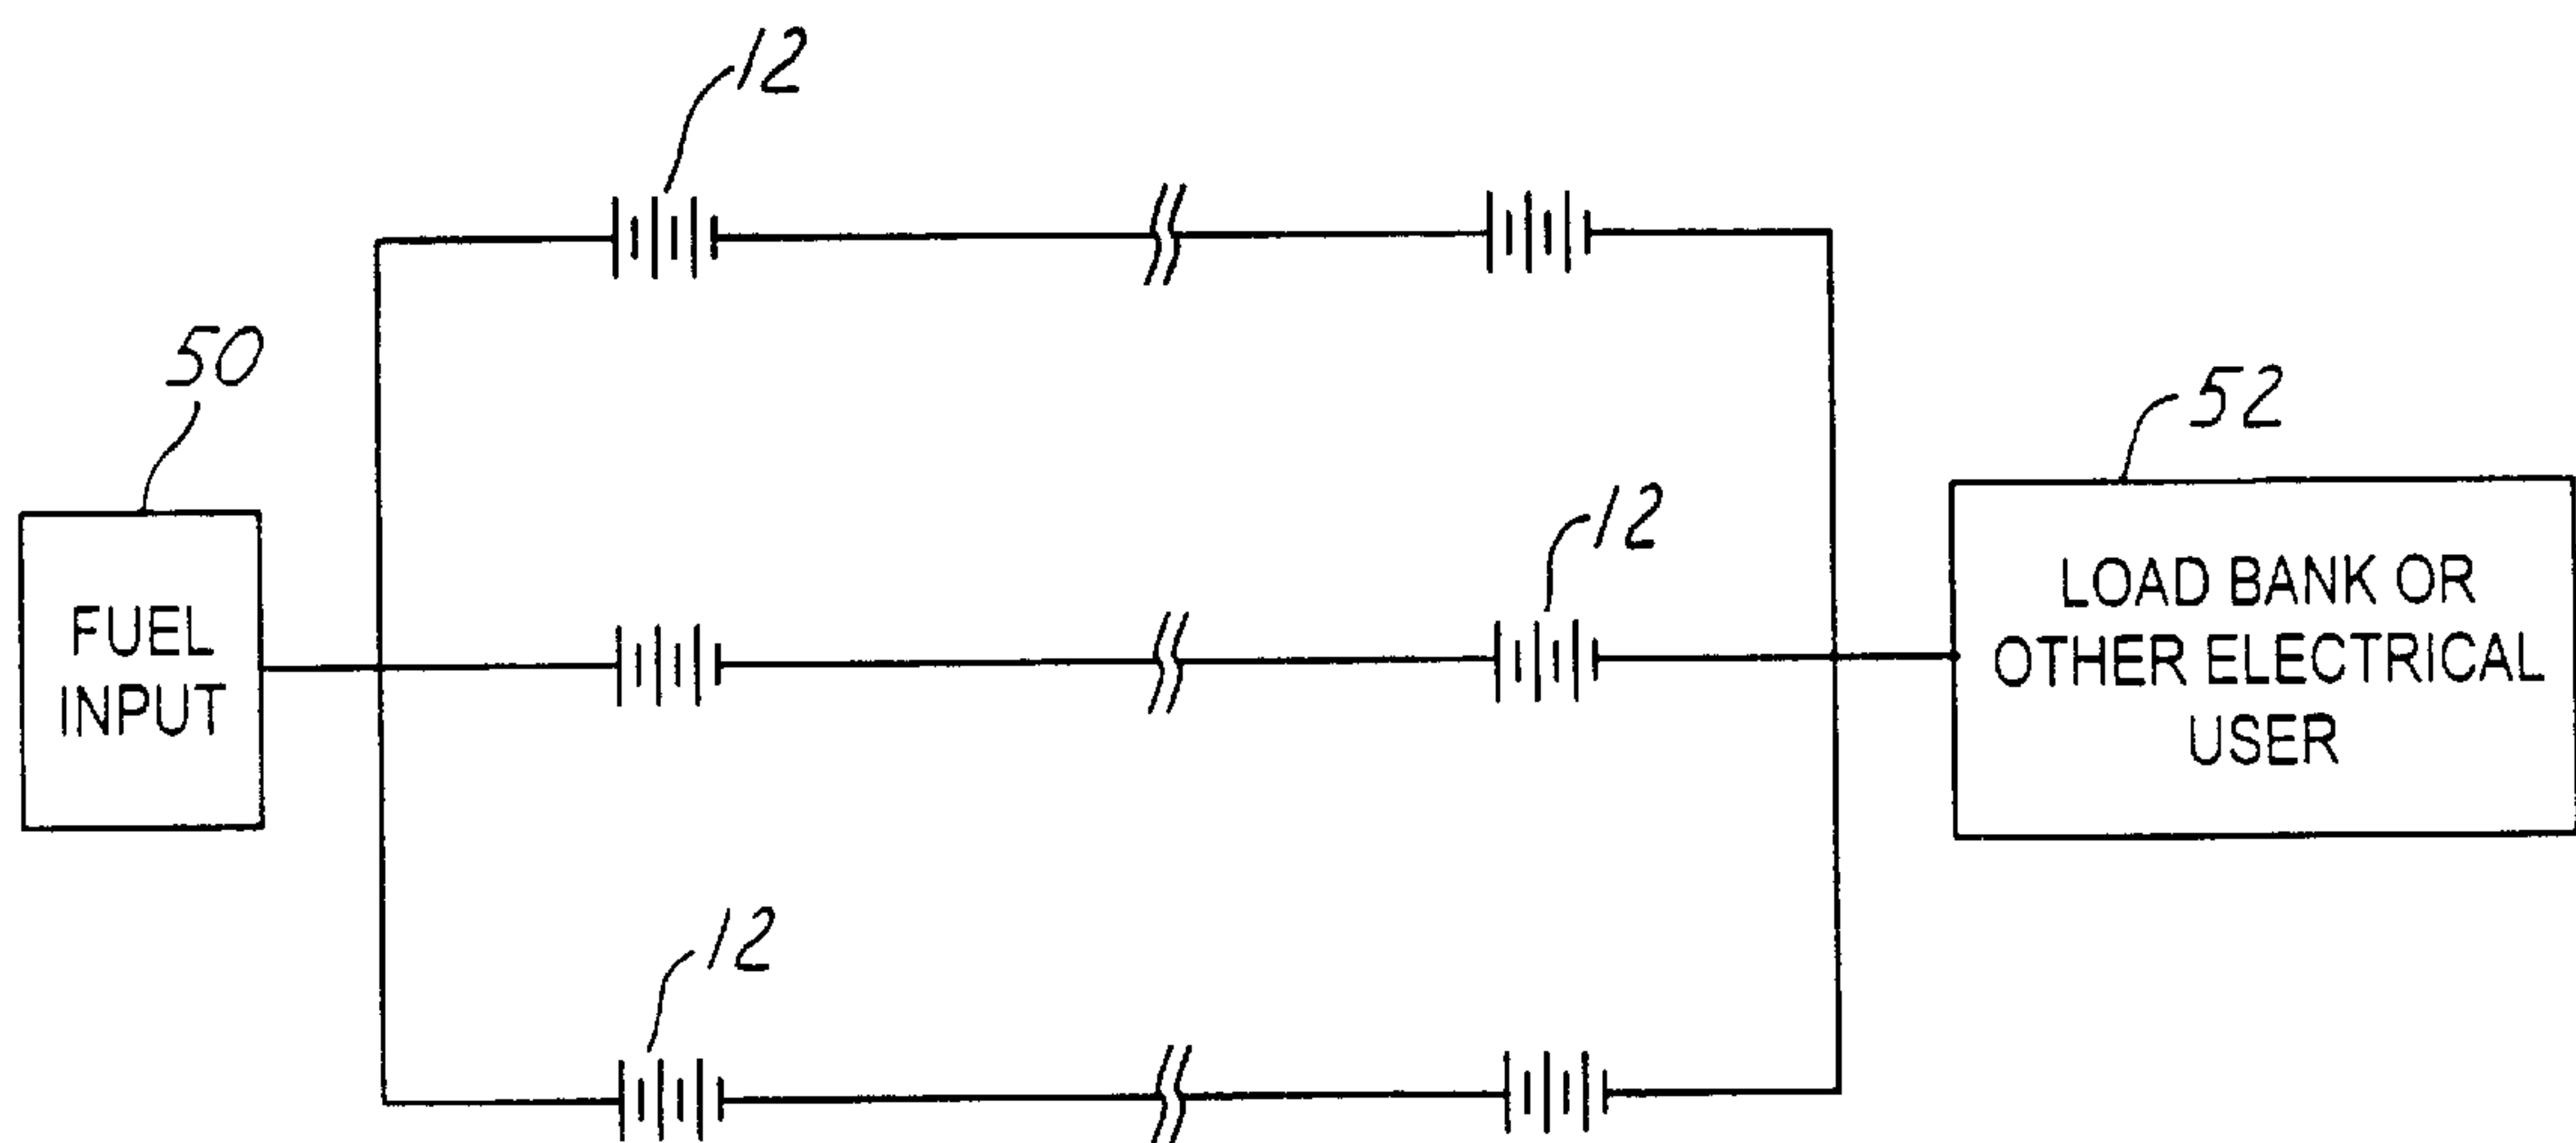 12
50
FUEL
INPUT
52
LOAD BANK OR
OTHER ELECTRICAL
USER
12
12